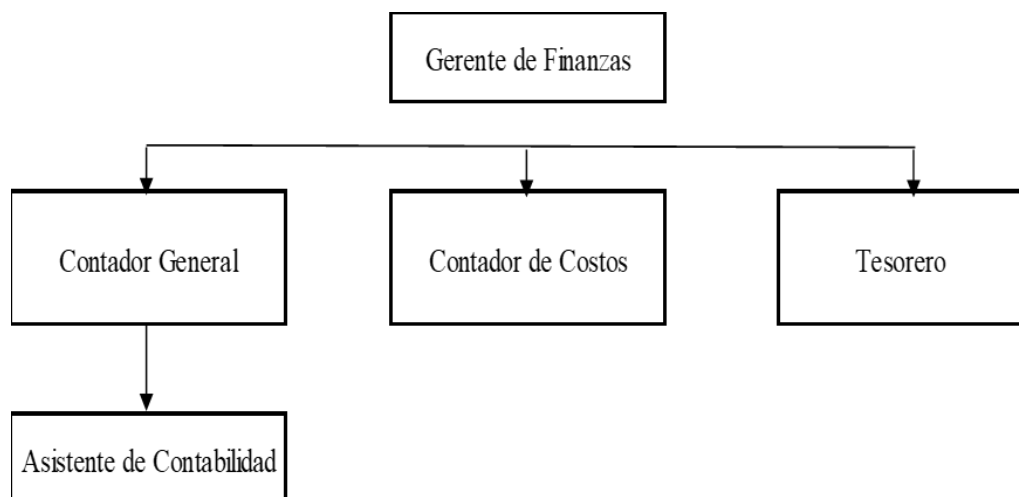 Gerente de Finanzas
Contador General
Contador de Costos
Tesorero
Asistente de Contabilidad